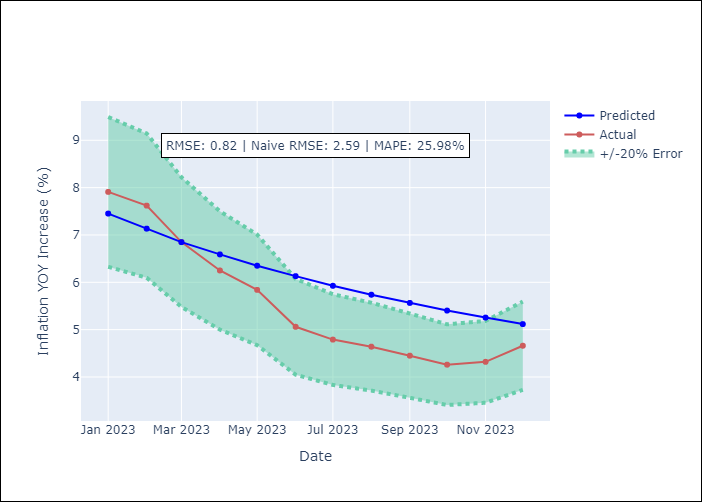 Predicted
Actual
+/-20% Error
RMSE: 0.82 | Naive RMSE: 2.59 | MAPE: 25.98%
Inflation YOY Increase (%)
9
8
7
6
5
4
Jan 2023 Mar 2023 May 2023 Jul 2023 Sep 2023 Nov 2023
Date